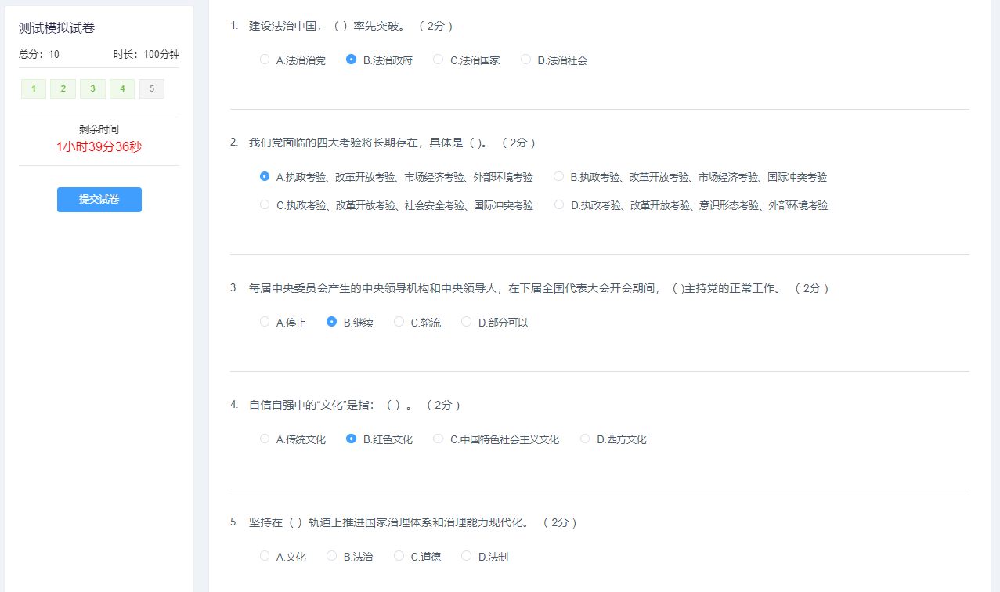 测试模拟试卷
总分：10 时长：100分钟
1 2 3 4 5
剩余时间
1小时39分36秒
提交试卷
1. 建设法治中国，（ ）率先突破。 （ 2分 ）
A.法治治党 B.法治政府 C.法治国家 D.法治社会
2. 我们党面临的四大考验将长期存在，具体是（ )。 （ 2分 ）
A.执政考验、改革开放考验、市场经济考验、外部环境考验 B.执政考验、改革开放考验、市场经济考验、国际冲突考验
C.执政考验、改革开放考验、社会安全考验、国际冲突考验 D.执政考验、改革开放考验、意识形态考验、外部环境考验
3. 每届中央委员会产生的中央领导机构和中央领导人，在下届全国代表大会开会期间，（ )主持党的正常工作。 （ 2分 ）
A.停止 B.继续 C.轮流 D.部分可以
4. 自信自强中的“文化”是指：（ ）。 （ 2分 ）
A.传统文化 B.红色文化 C.中国特色社会主义文化 D.西方文化
5. 坚持在（ ）轨道上推进国家治理体系和治理能力现代化。 （ 2分 ）
A.文化 B.法治 C.道德 D.法制